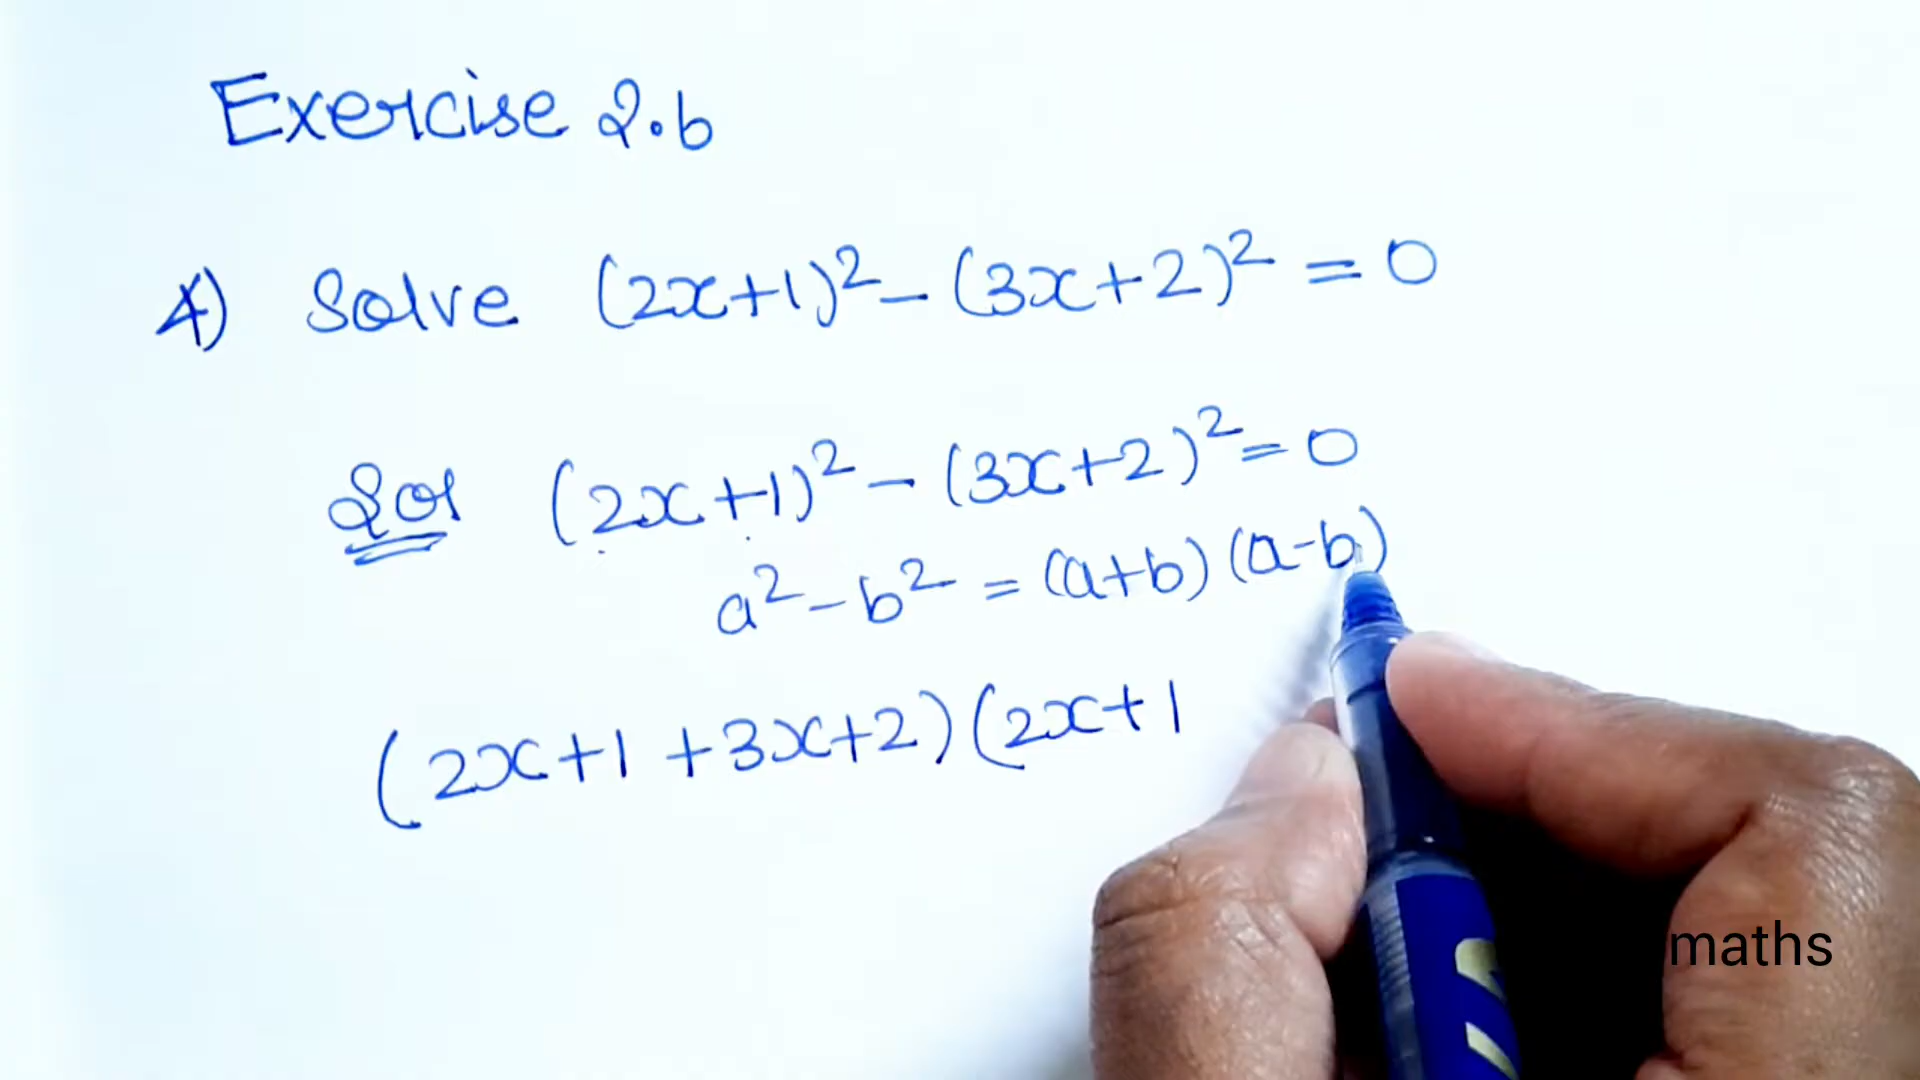 Exercise 2.b
4) Solve (2x+1)² - (3x+2)² = 0
Sol (2x+1)² - (3x+2)² = 0
a² - b² = (a+b) (a-b)
(2x+1 +3x+2) (2x+1
maths